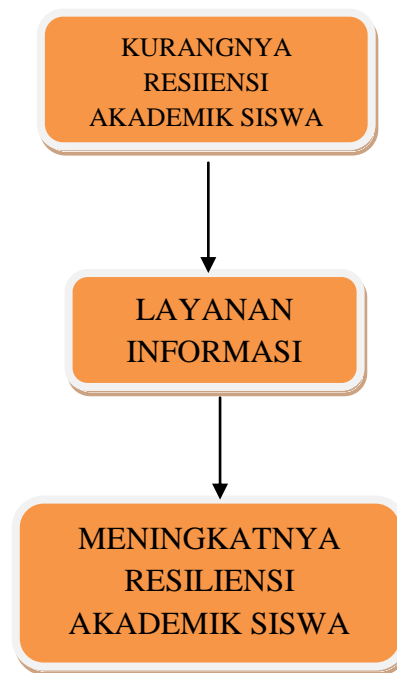 KURANGNYA
RESIIENSI
AKADEMIK SISWA
LAYANAN
INFORMASI
MENINGKATNYA
RESILIENSI
AKADEMIK SISWA